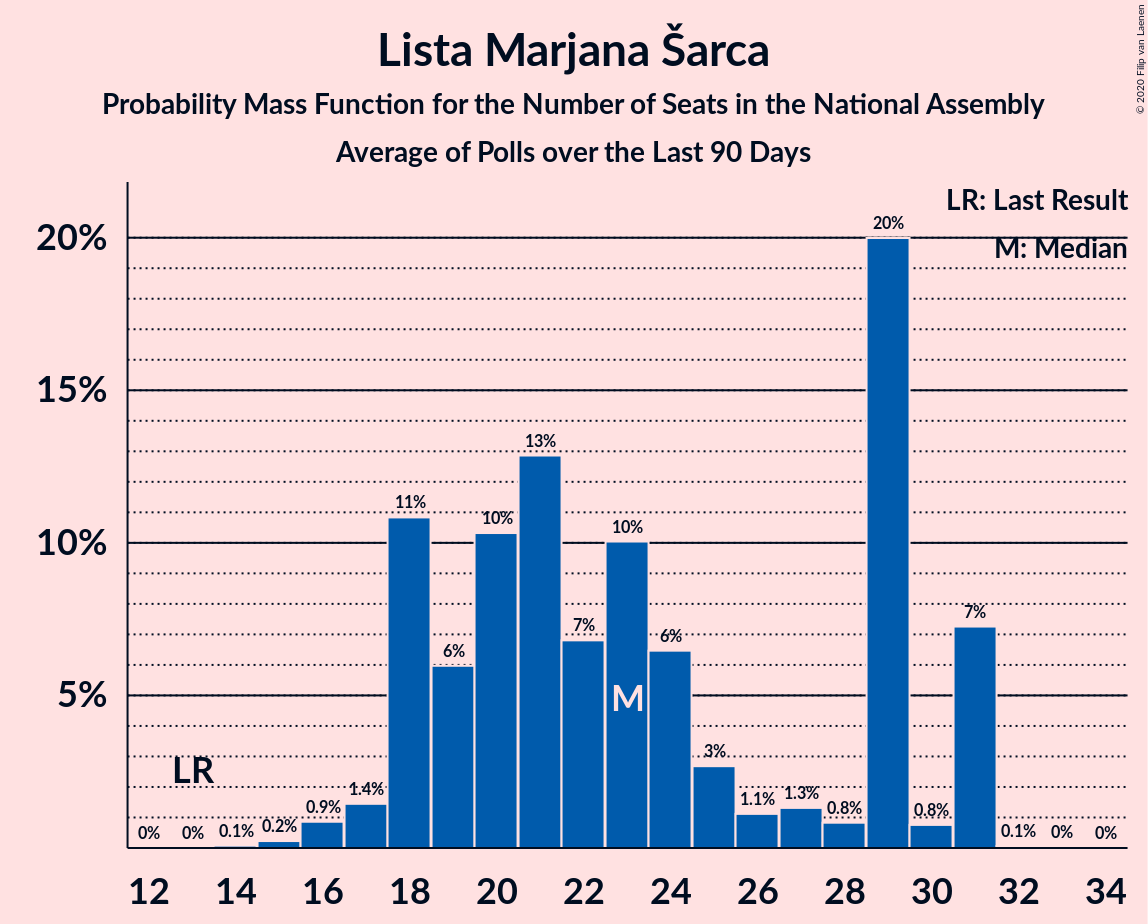 Lista Marjana Šarca
Probability Mass Function for the Number of Seats in the National Assembly
Average of Polls over the Last 90 Days
© 2020 Filip van Laenen
LR: Last Result
M: Median
20%
15%
10%
5%
0% 0% 0.1% 0.2% 0.9% 1.4% 11% 6% 10% 13% 7% 10% 6% 3% 1.1% 1.3% 0.8% 20% 0.8% 7% 0.1% 0% 0%
LR
M
12 14 16 18 20 22 24 26 28 30 32 34